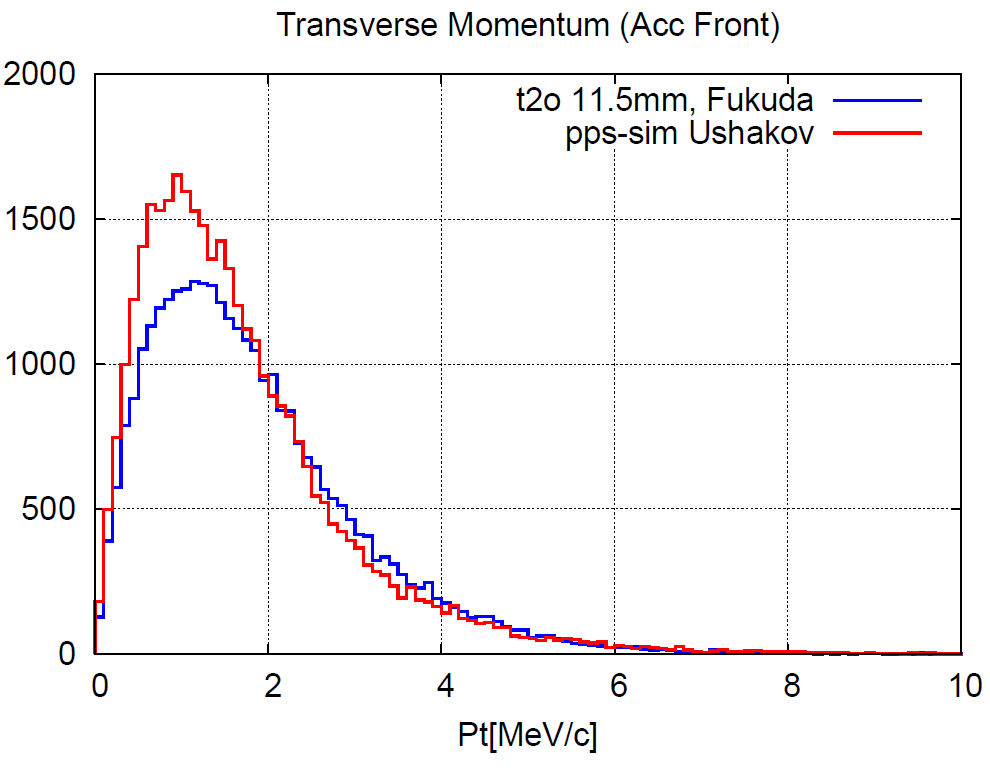 Transverse Momentum (Acc Front)
2000
t2o 11.5mm, Fukuda
pps-sim Ushakov
1500
1000
500
0
0 2 4 6 8 10
Pt[MeV/c]